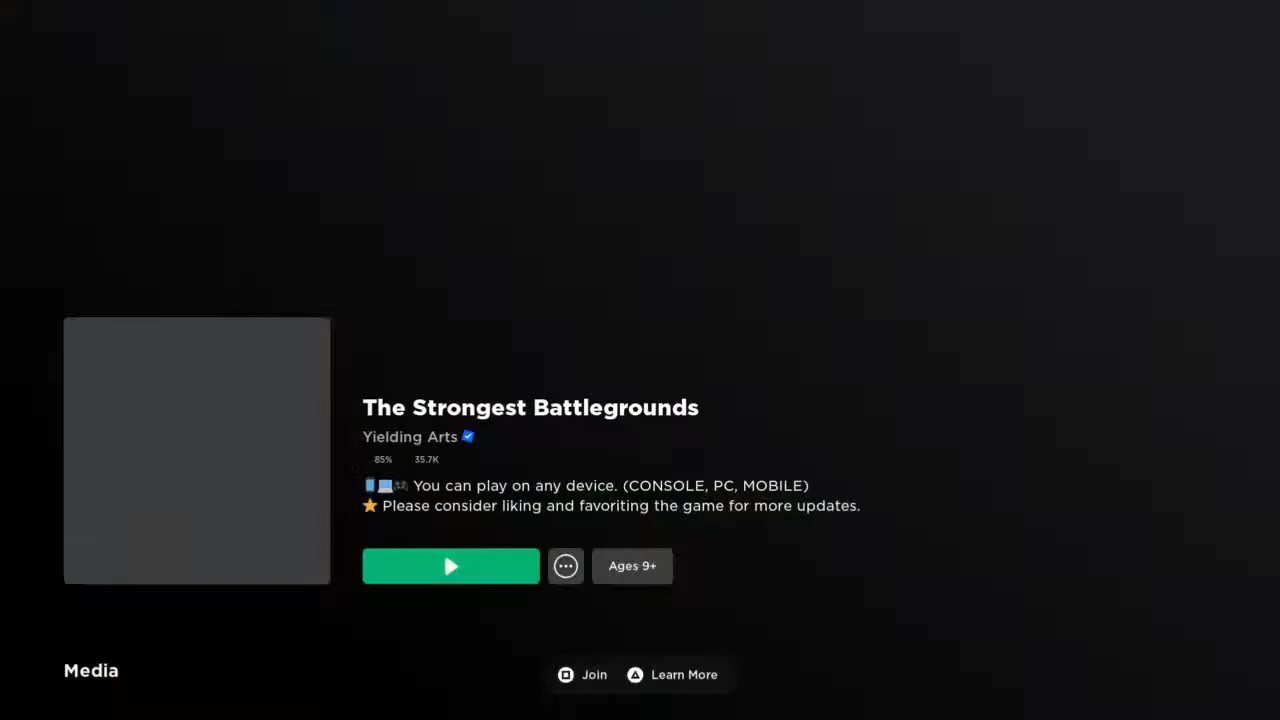 The Strongest Battlegrounds
Yielding Arts
85% 35.7K
📱💻🎮 You can play on any device. (CONSOLE, PC, MOBILE)
⭐ Please consider liking and favoriting the game for more updates.
Ages 9+
Media
Join Learn More